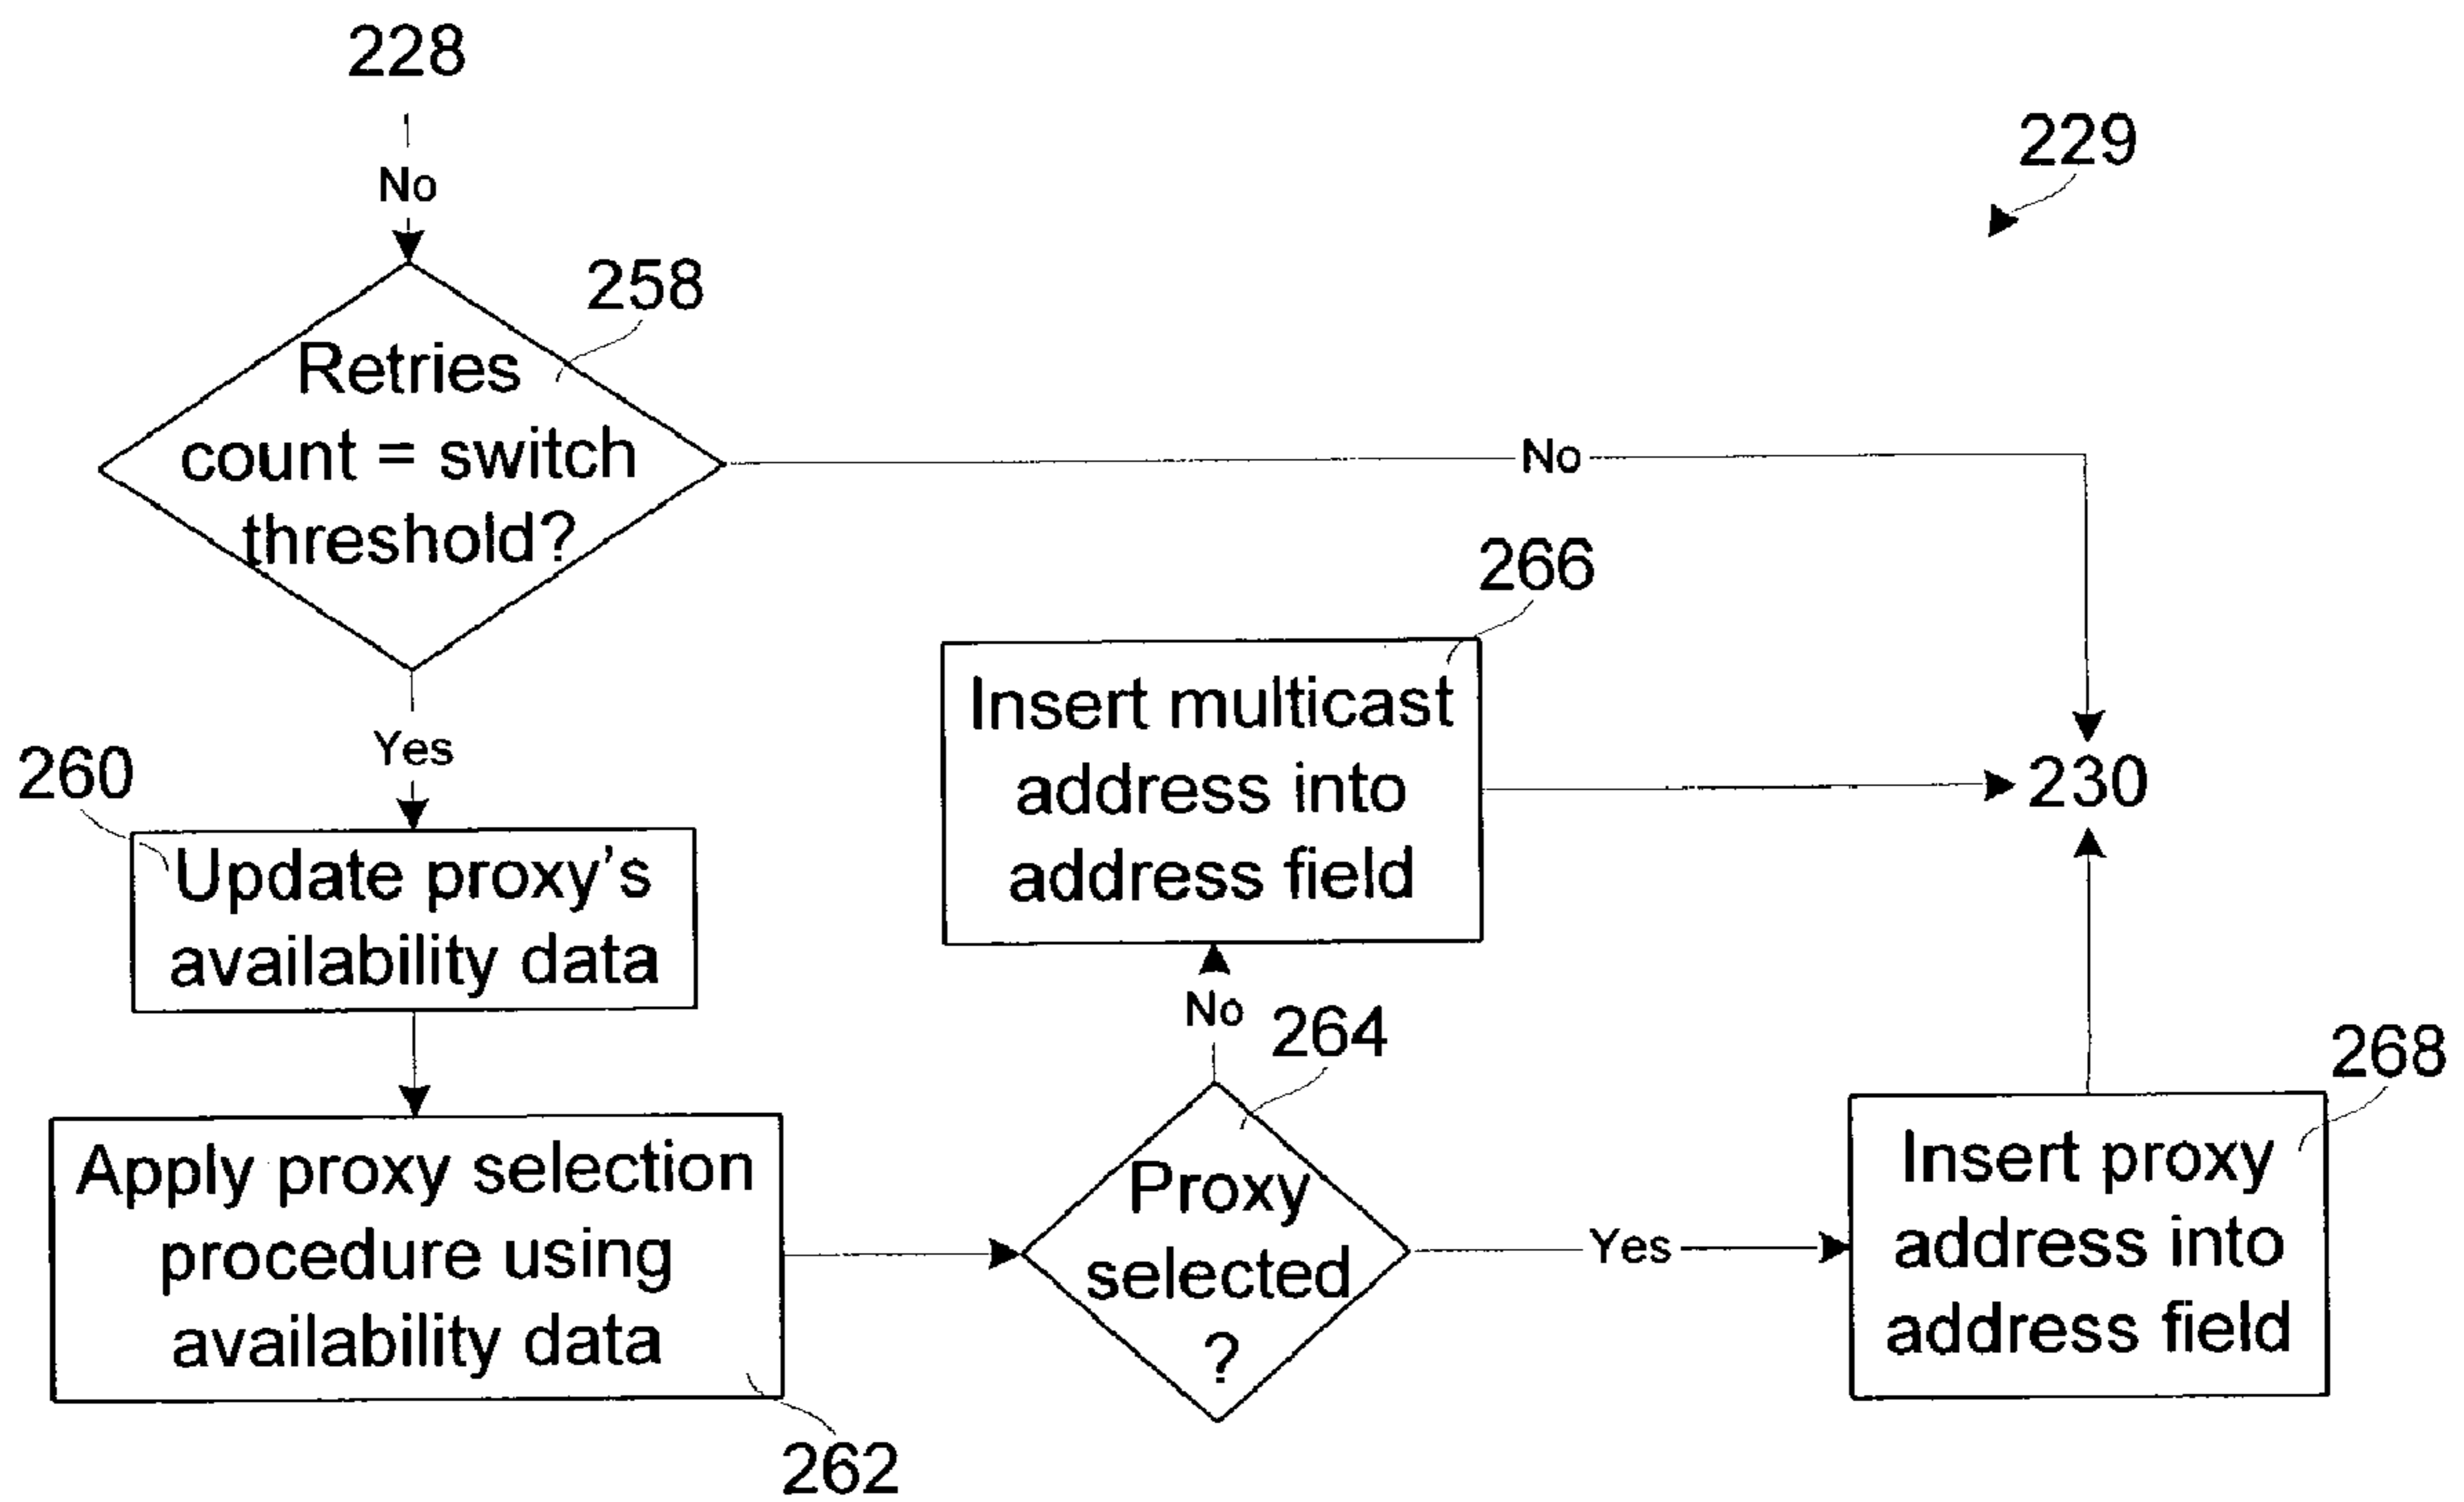 228
229
No
258
Retries
count = switch
threshold?
No
266
Insert multicast
address into
address field
Yes
260
230
Update proxy's
availability data
No
264
268
Apply proxy selection
procedure using
availability data
262
Proxy
selected
?
Yes
Insert proxy
address into
address field